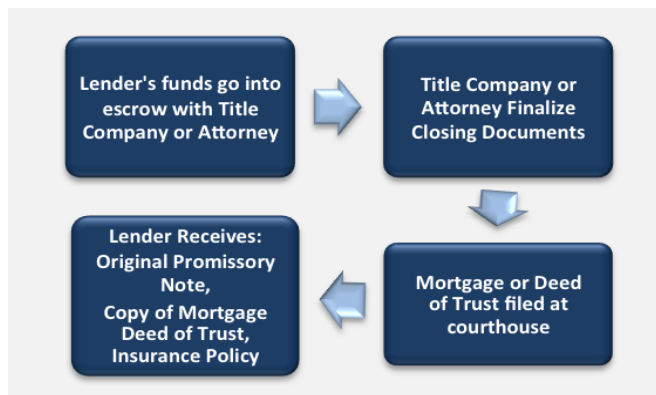 Lender's funds go into
escrow with Title
Company or Attorney
Title Company or
Attorney Finalize
Closing Documents
Mortgage or Deed
of Trust filed at
courthouse
Lender Receives:
Original Promissory
Note,
Copy of Mortgage
Deed of Trust,
Insurance Policy